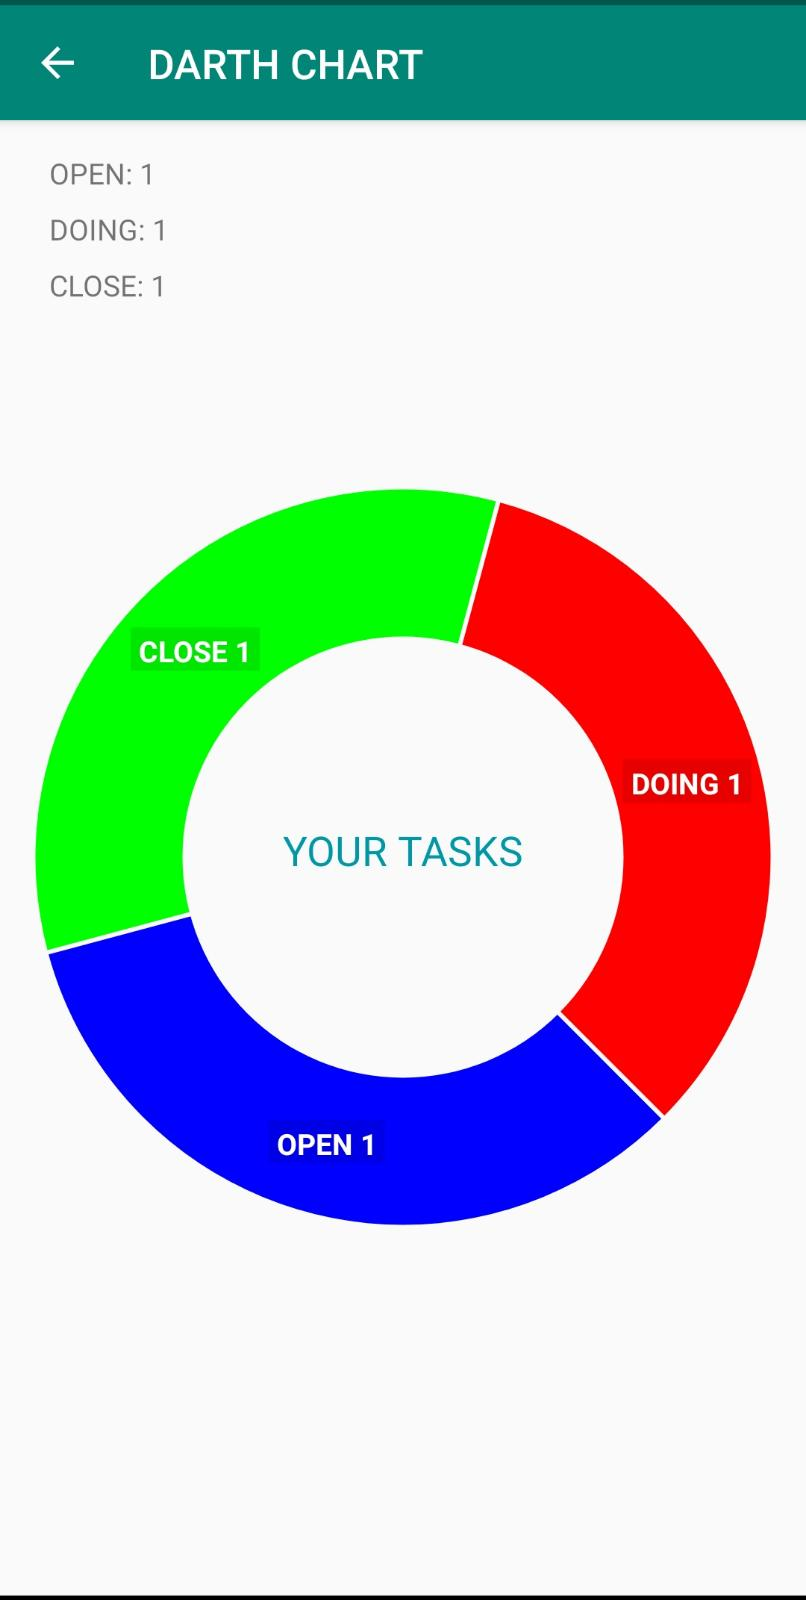 DARTH CHART
OPEN: 1
DOING: 1
CLOSE: 1
CLOSE 1
DOING 1
YOUR TASKS
OPEN 1